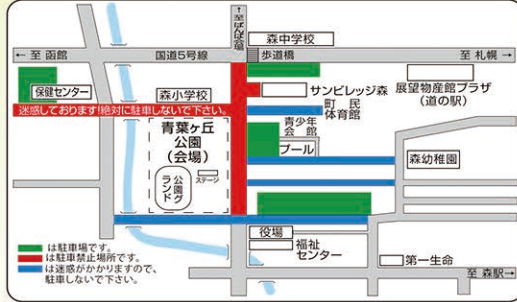 森中学校
← 至 函館
国道5号線
歩道橋
至 札幌 →
保健センター
森小学校
サンビレッジ森
展望物産館プラザ
(道の駅)
迷惑しております!絶対に駐車しないで下さい。
町民
体育館
青葉ヶ丘
公園
(会場)
青少年
会館
プール
森幼稚園
ステージ
公園グ
ランド
役場
福祉
センター
第一生命
至 森駅→
は駐車場です。
は駐車禁止場所です。
は迷惑がかかりますので、
駐車しないで下さい。